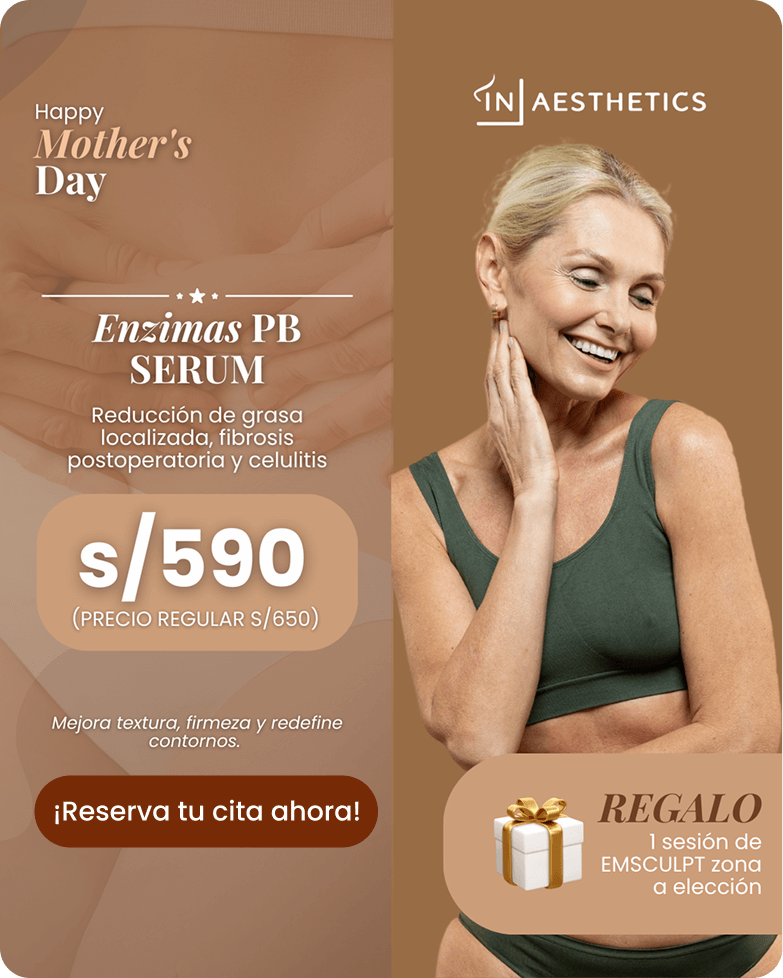 Happy
Mother's
Day
IN AESTHETICS
Enzimas PB
SERUM
Reducción de grasa
localizada, fibrosis
postoperatoria y celulitis
s/590
(PRECIO REGULAR S/650)
Mejora textura, firmeza y redefine
contornos.
¡Reserva tu cita ahora!
REGALO
1 sesión de
EMSCULPT zona
a elección